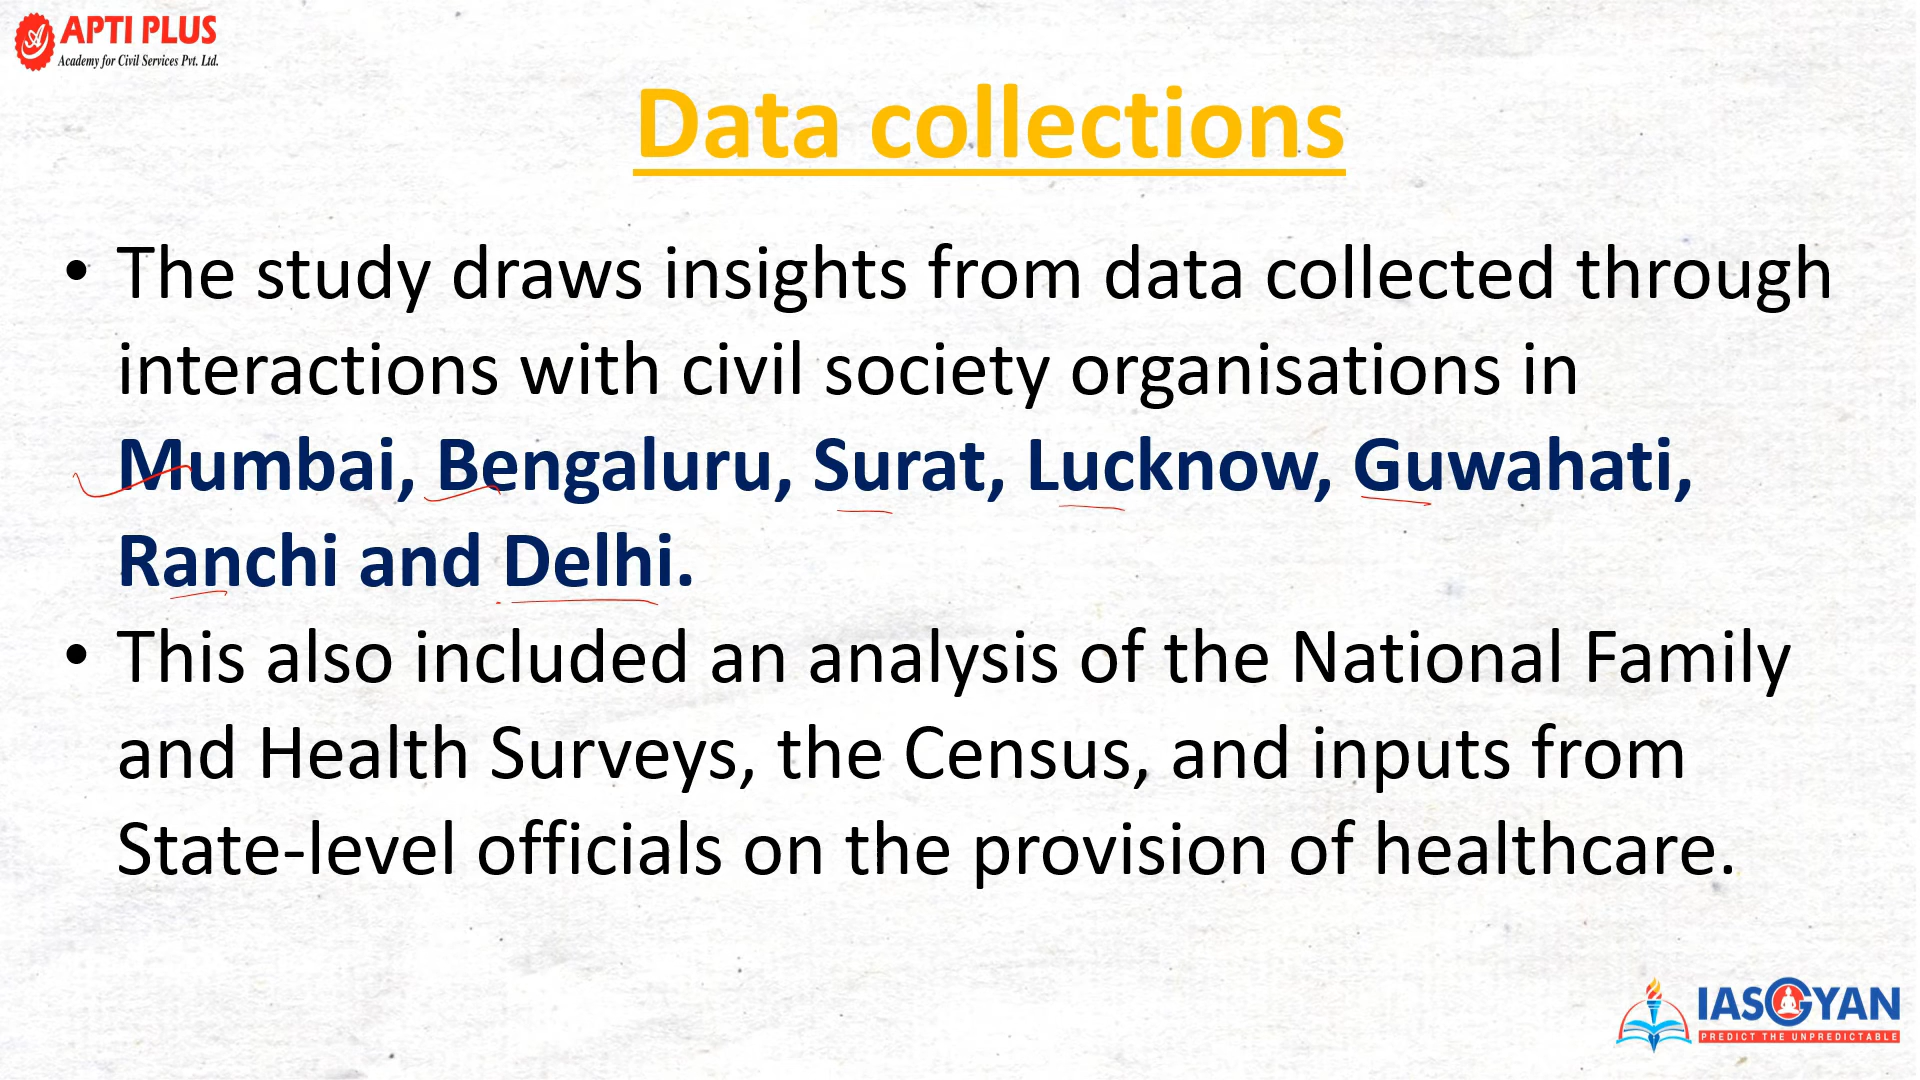 APTI PLUS
Academy for Civil Services Pvt. Ltd.
Data collections
• The study draws insights from data collected through
interactions with civil society organisations in
Mumbai, Bengaluru, Surat, Lucknow, Guwahati,
Ranchi and Delhi.
• This also included an analysis of the National Family
and Health Surveys, the Census, and inputs from
State-level officials on the provision of healthcare.
IASGYAN
PREDICT THE UNPREDICTABLE